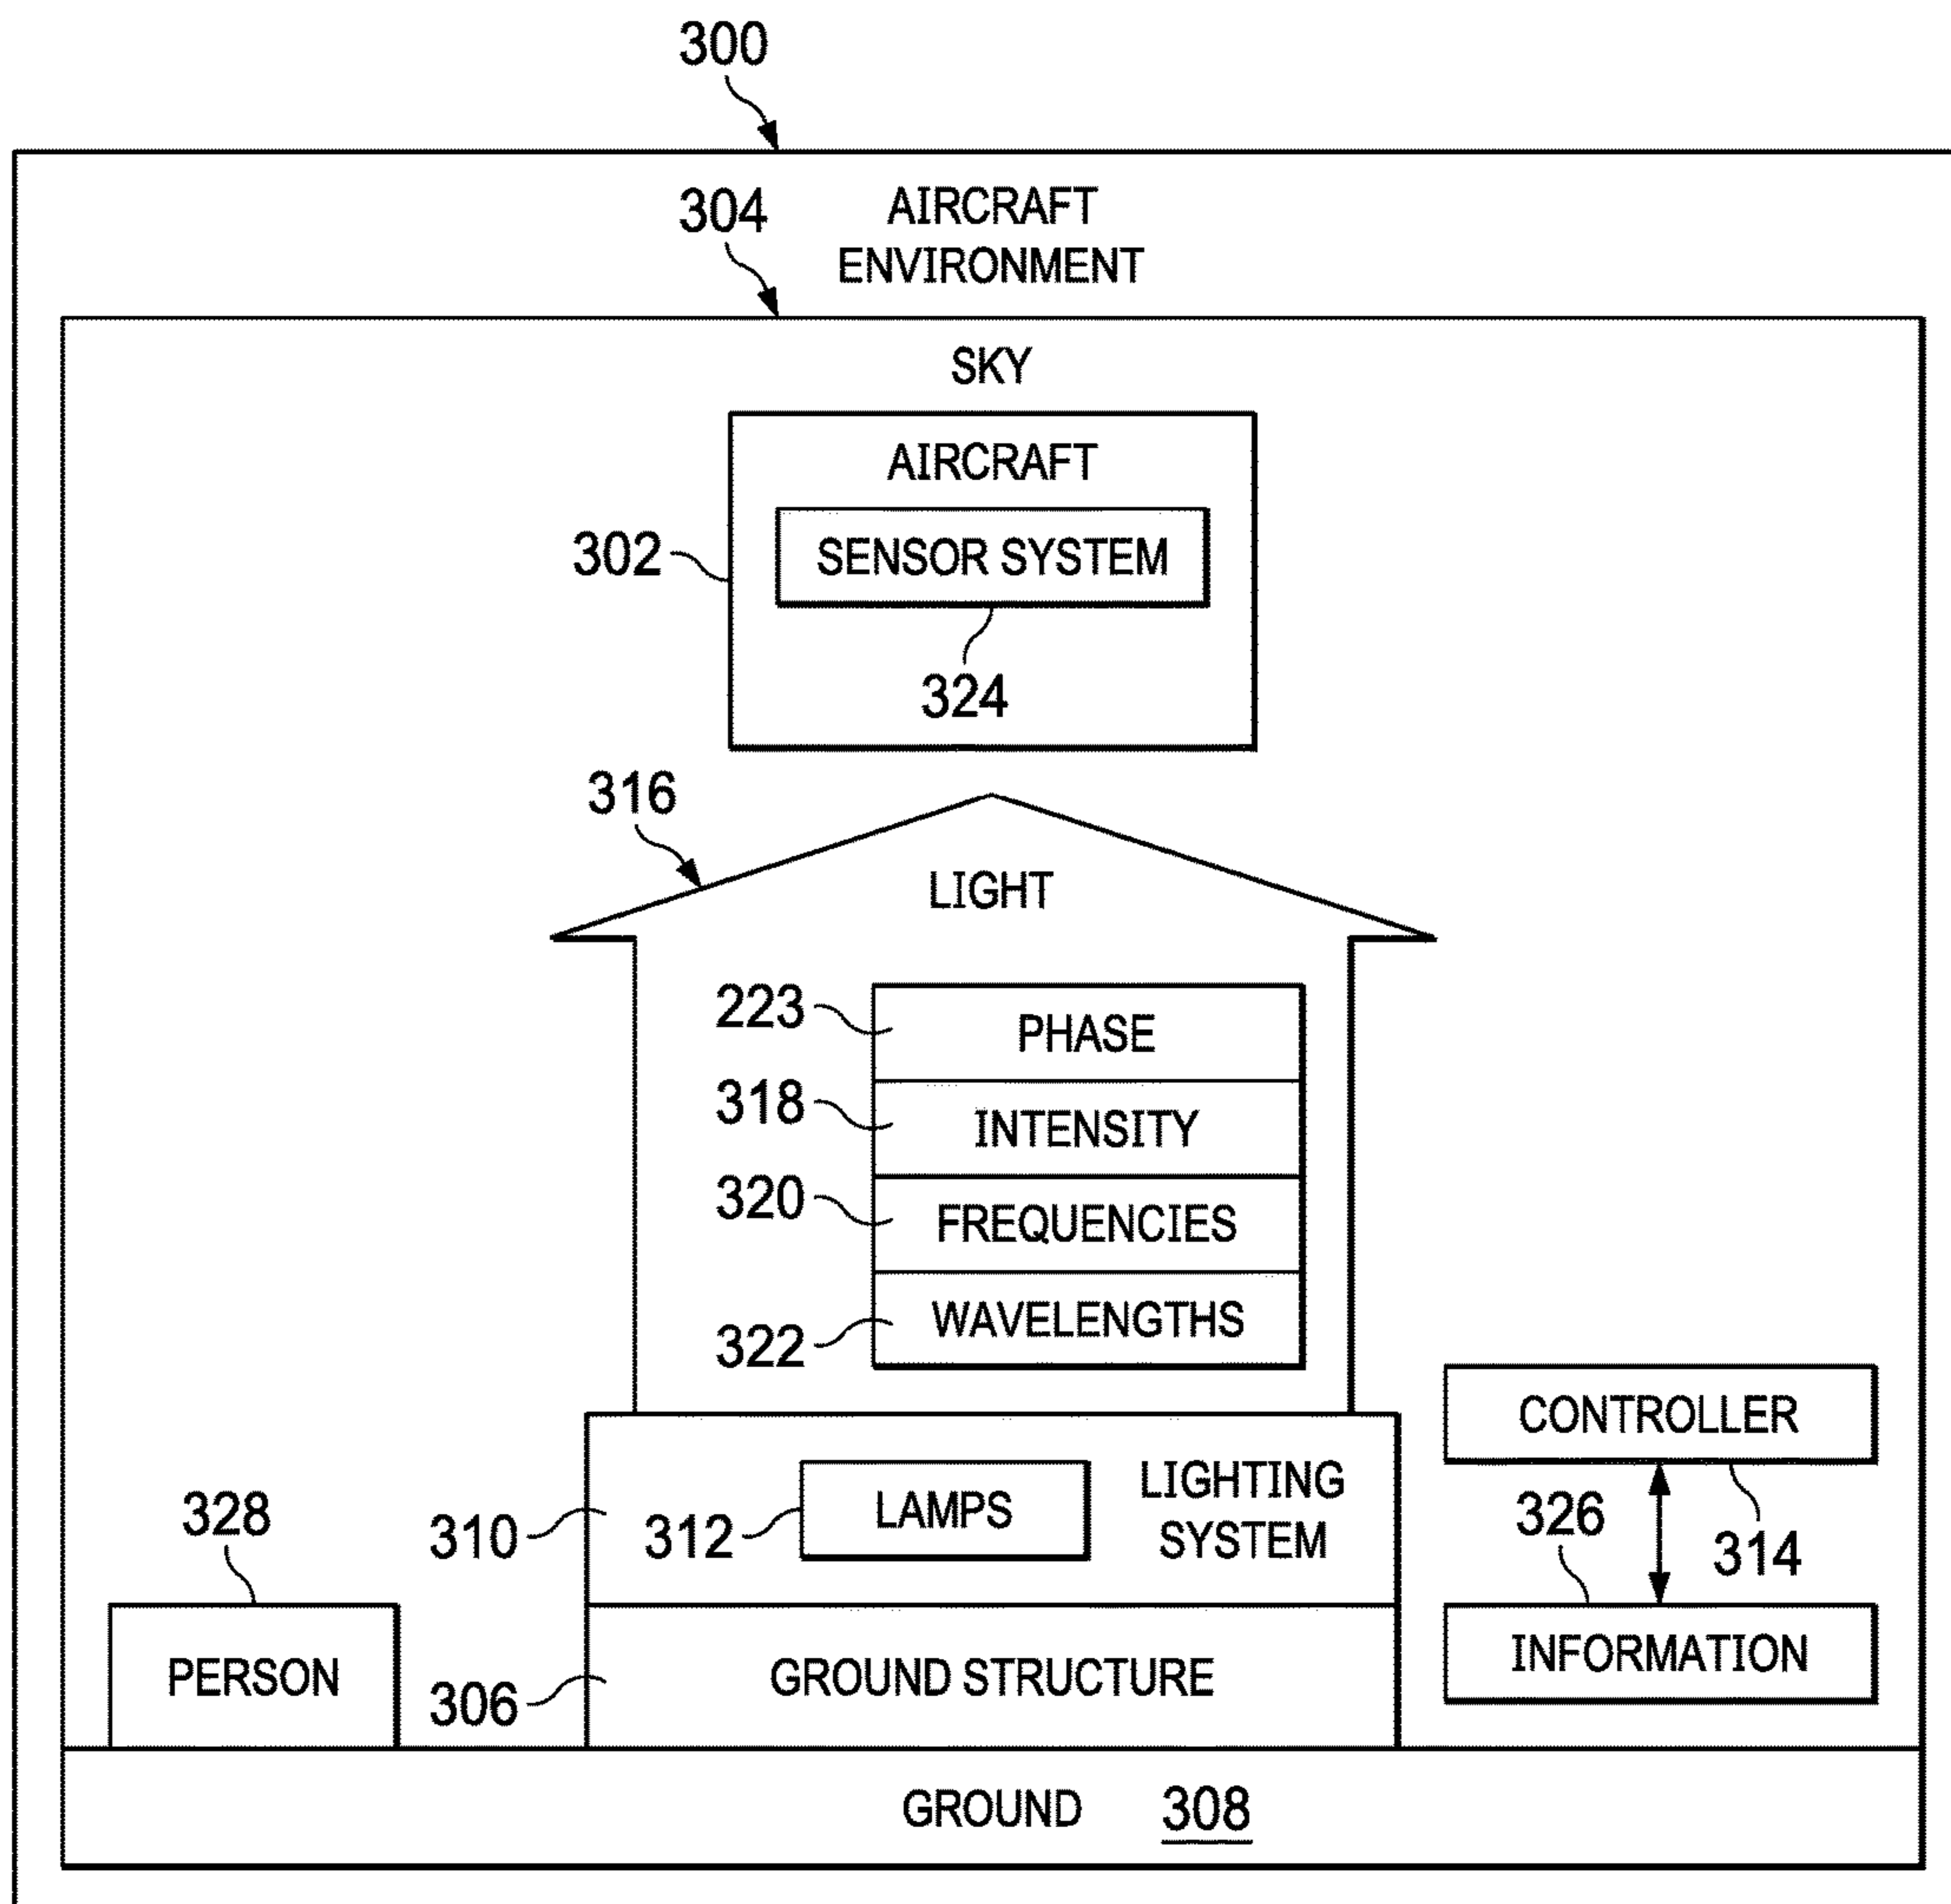 300
304
AIRCRAFT
ENVIRONMENT
SKY
AIRCRAFT
302
SENSOR SYSTEM
324
316
LIGHT
223
PHASE
318
INTENSITY
320
FREQUENCIES
322
WAVELENGTHS
CONTROLLER
328
310
312
LAMPS
LIGHTING
SYSTEM
326
314
PERSON
306
GROUND STRUCTURE
INFORMATION
GROUND 308